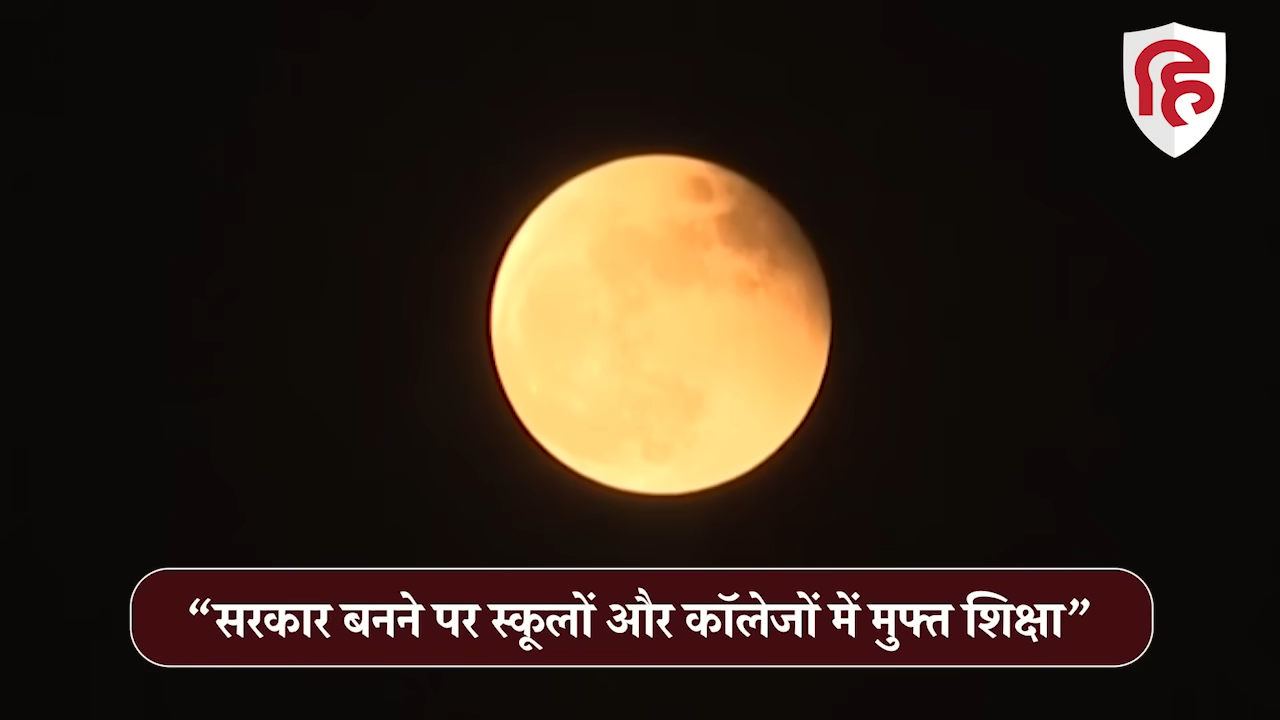 हि
“सरकार बनने पर स्कूलों और कॉलेजों में मुफ्त शिक्षा”